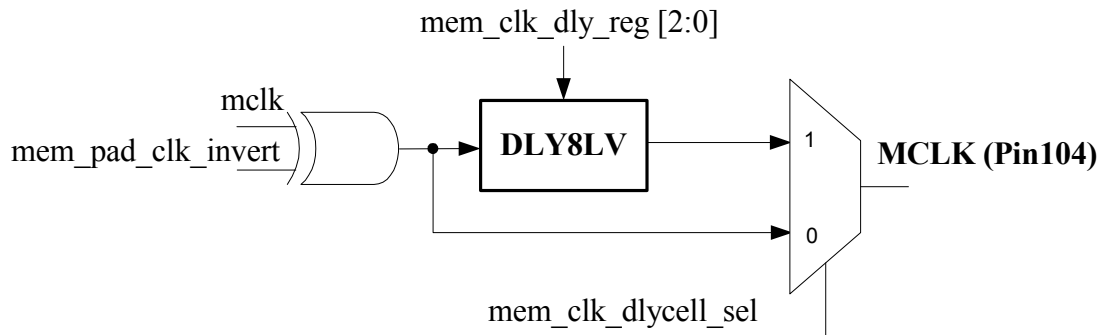 mem_clk_dly_reg [2:0]
mclk
mem_pad_clk_invert
DLY8LV
1
MCLK (Pin104)
0
mem_clk_dlycell_sel